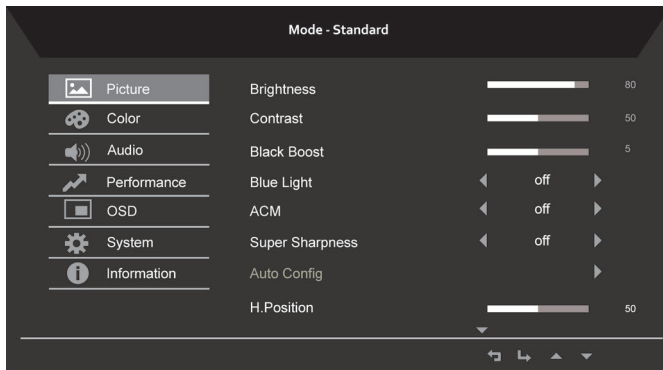 Mode - Standard
Picture
Brightness 80
Color
Contrast 50
Audio
Black Boost 5
Performance
Blue Light off
OSD
ACM off
System
Super Sharpness off
Information
Auto Config
H.Position 50